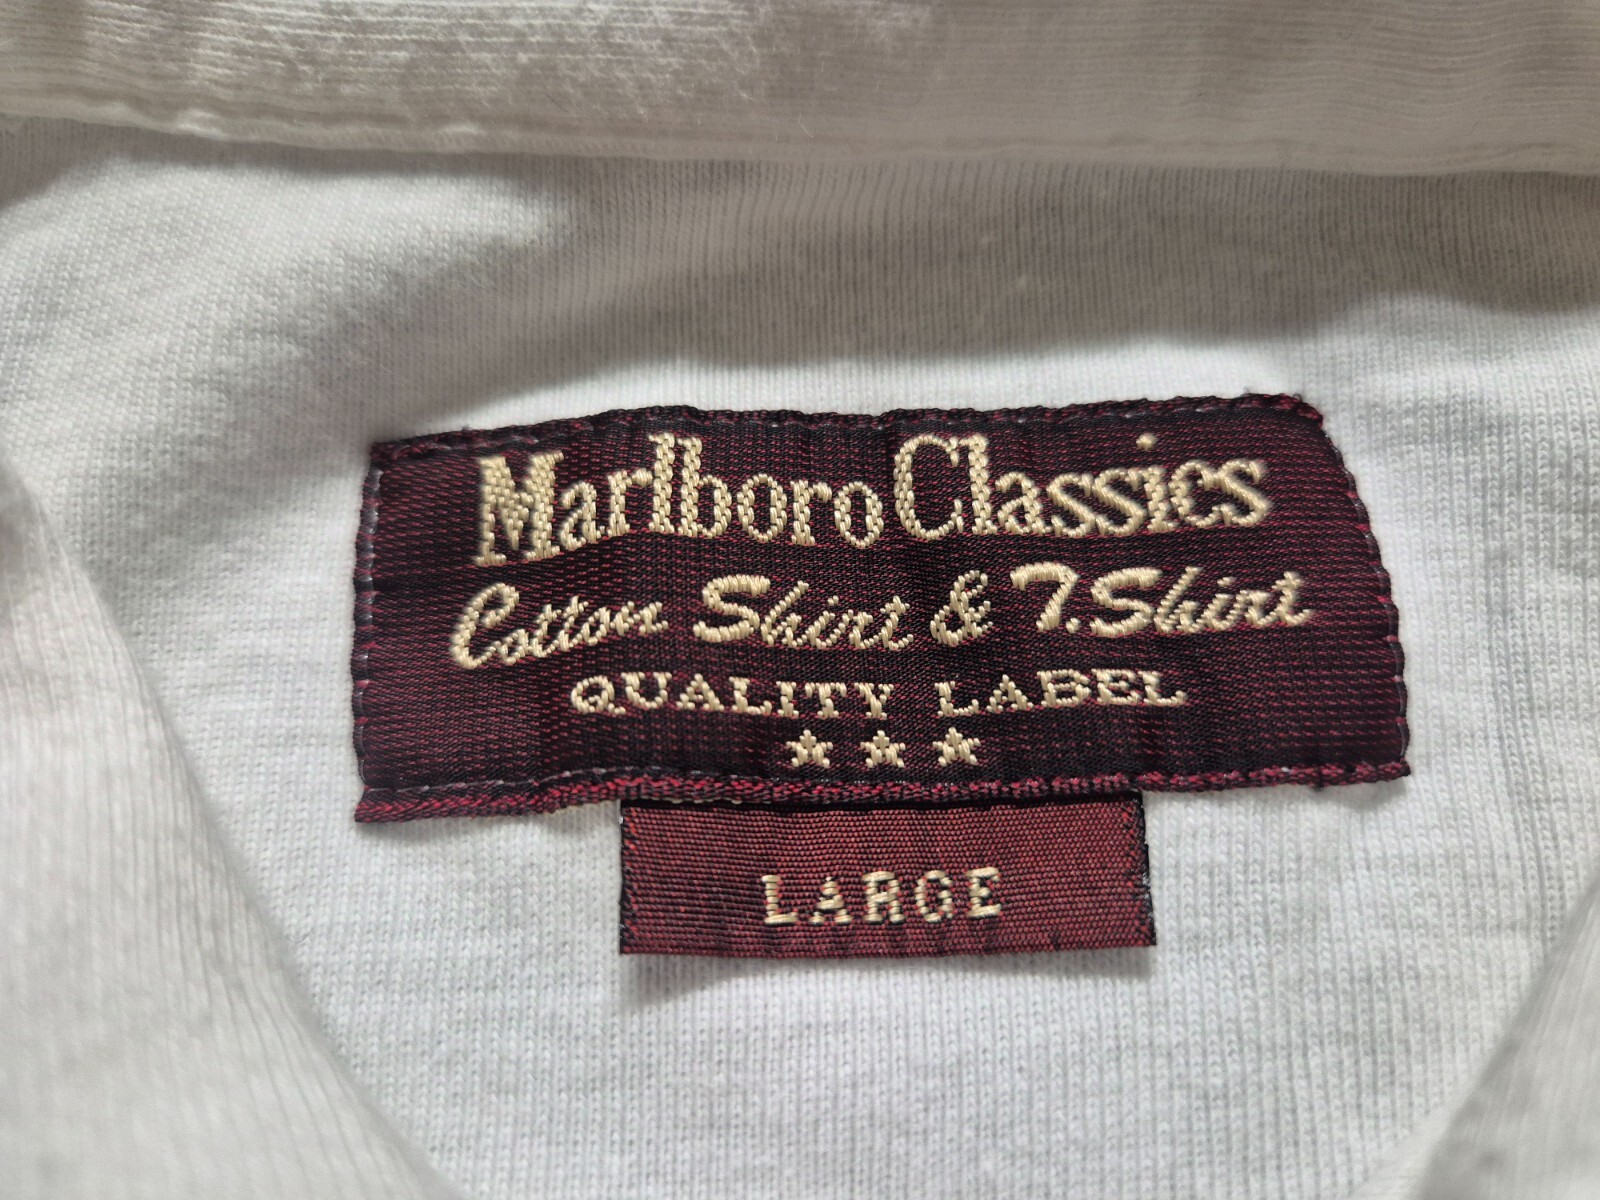 Marlboro Classics
Cotton Shirt & T.Shirt
QUALITY LABEL
LARGE